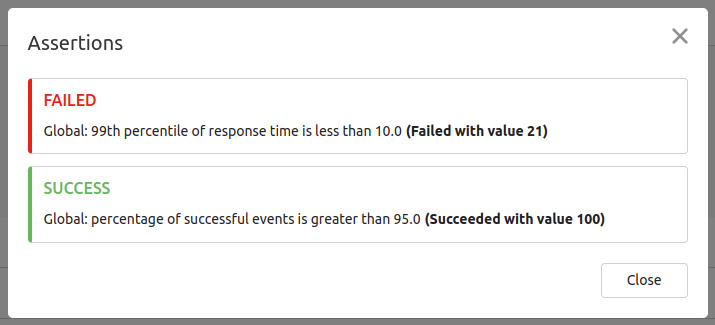 Assertions
FAILED
Global: 99th percentile of response time is less than 10.0 (Failed with value 21)
SUCCESS
Global: percentage of successful events is greater than 95.0 (Succeeded with value 100)
Close